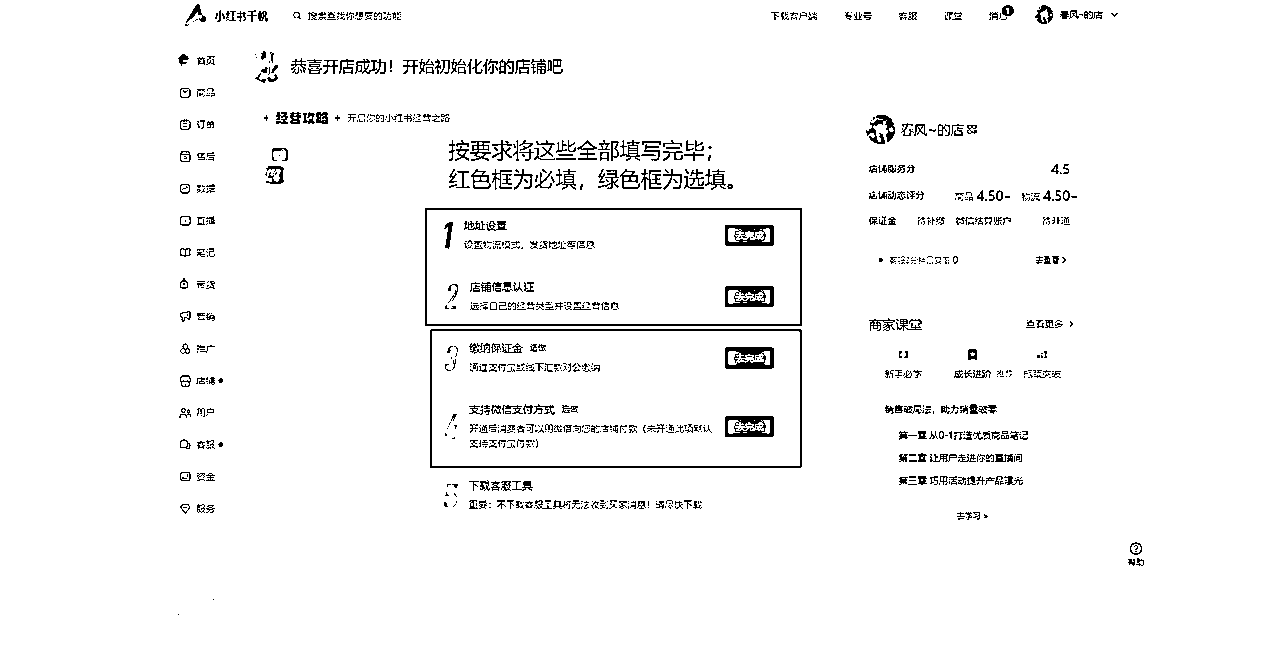 小红书千帆
搜索查找你想要的功能
下载客户端 专业号 客服 课堂 消息 1 春风~的店
首页
商品
订单
售后
数据
直播
笔记
带货
营销
推广
店铺
用户
客服
资金
服务
恭喜开店成功！开始初始化你的店铺吧
经营攻略 开启你的小红书经营之路
按要求将这些全部填写完毕；
红色框为必填，绿色框为选填。
1 地址设置
设置物流模式，发货地址等信息
去完成
2 店铺信息认证
选择自己的经营类型并设置经营信息
去完成
3 缴纳保证金 选做
通过支付宝或线下汇款对公缴纳
去完成
4 支持微信支付方式 选做
开通后消费者可以用微信向您的店铺付款（未开通此项默认
支持支付宝付款）
去完成
5 下载客服工具
重要：不下载客服工具将无法收到买家消息！请尽快下载
春风~的店
店铺服务分 4.5
店铺动态评分 商品 4.50- 物流 4.50-
保证金 待补缴 微信结算账户 待开通
去查看 >
商家课堂 查看更多 >
新手必学 成长进阶 推荐 瓶颈突破
销售破局法，助力销量破零
第一章 从0-1打造优质商品笔记
第二章 让用户走进你的直播间
第三章 巧用活动提升产品曝光
去学习 >
帮助